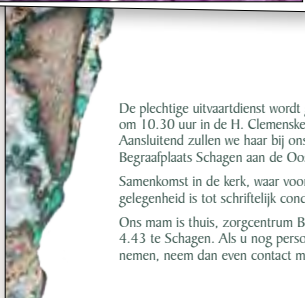 De plechtige uitvaartdienst wordt
om 10.30 uur in de H. Clemenske
Aansluitend zullen we haar bij ons
Begraafplaats Schagen aan de Oos
Samenkomst in de kerk, waar voor
gelegenheid is tot schriftelijk conc
Ons mam is thuis, zorgcentrum B
4.43 te Schagen. Als u nog perso
nemen, neem dan even contact m